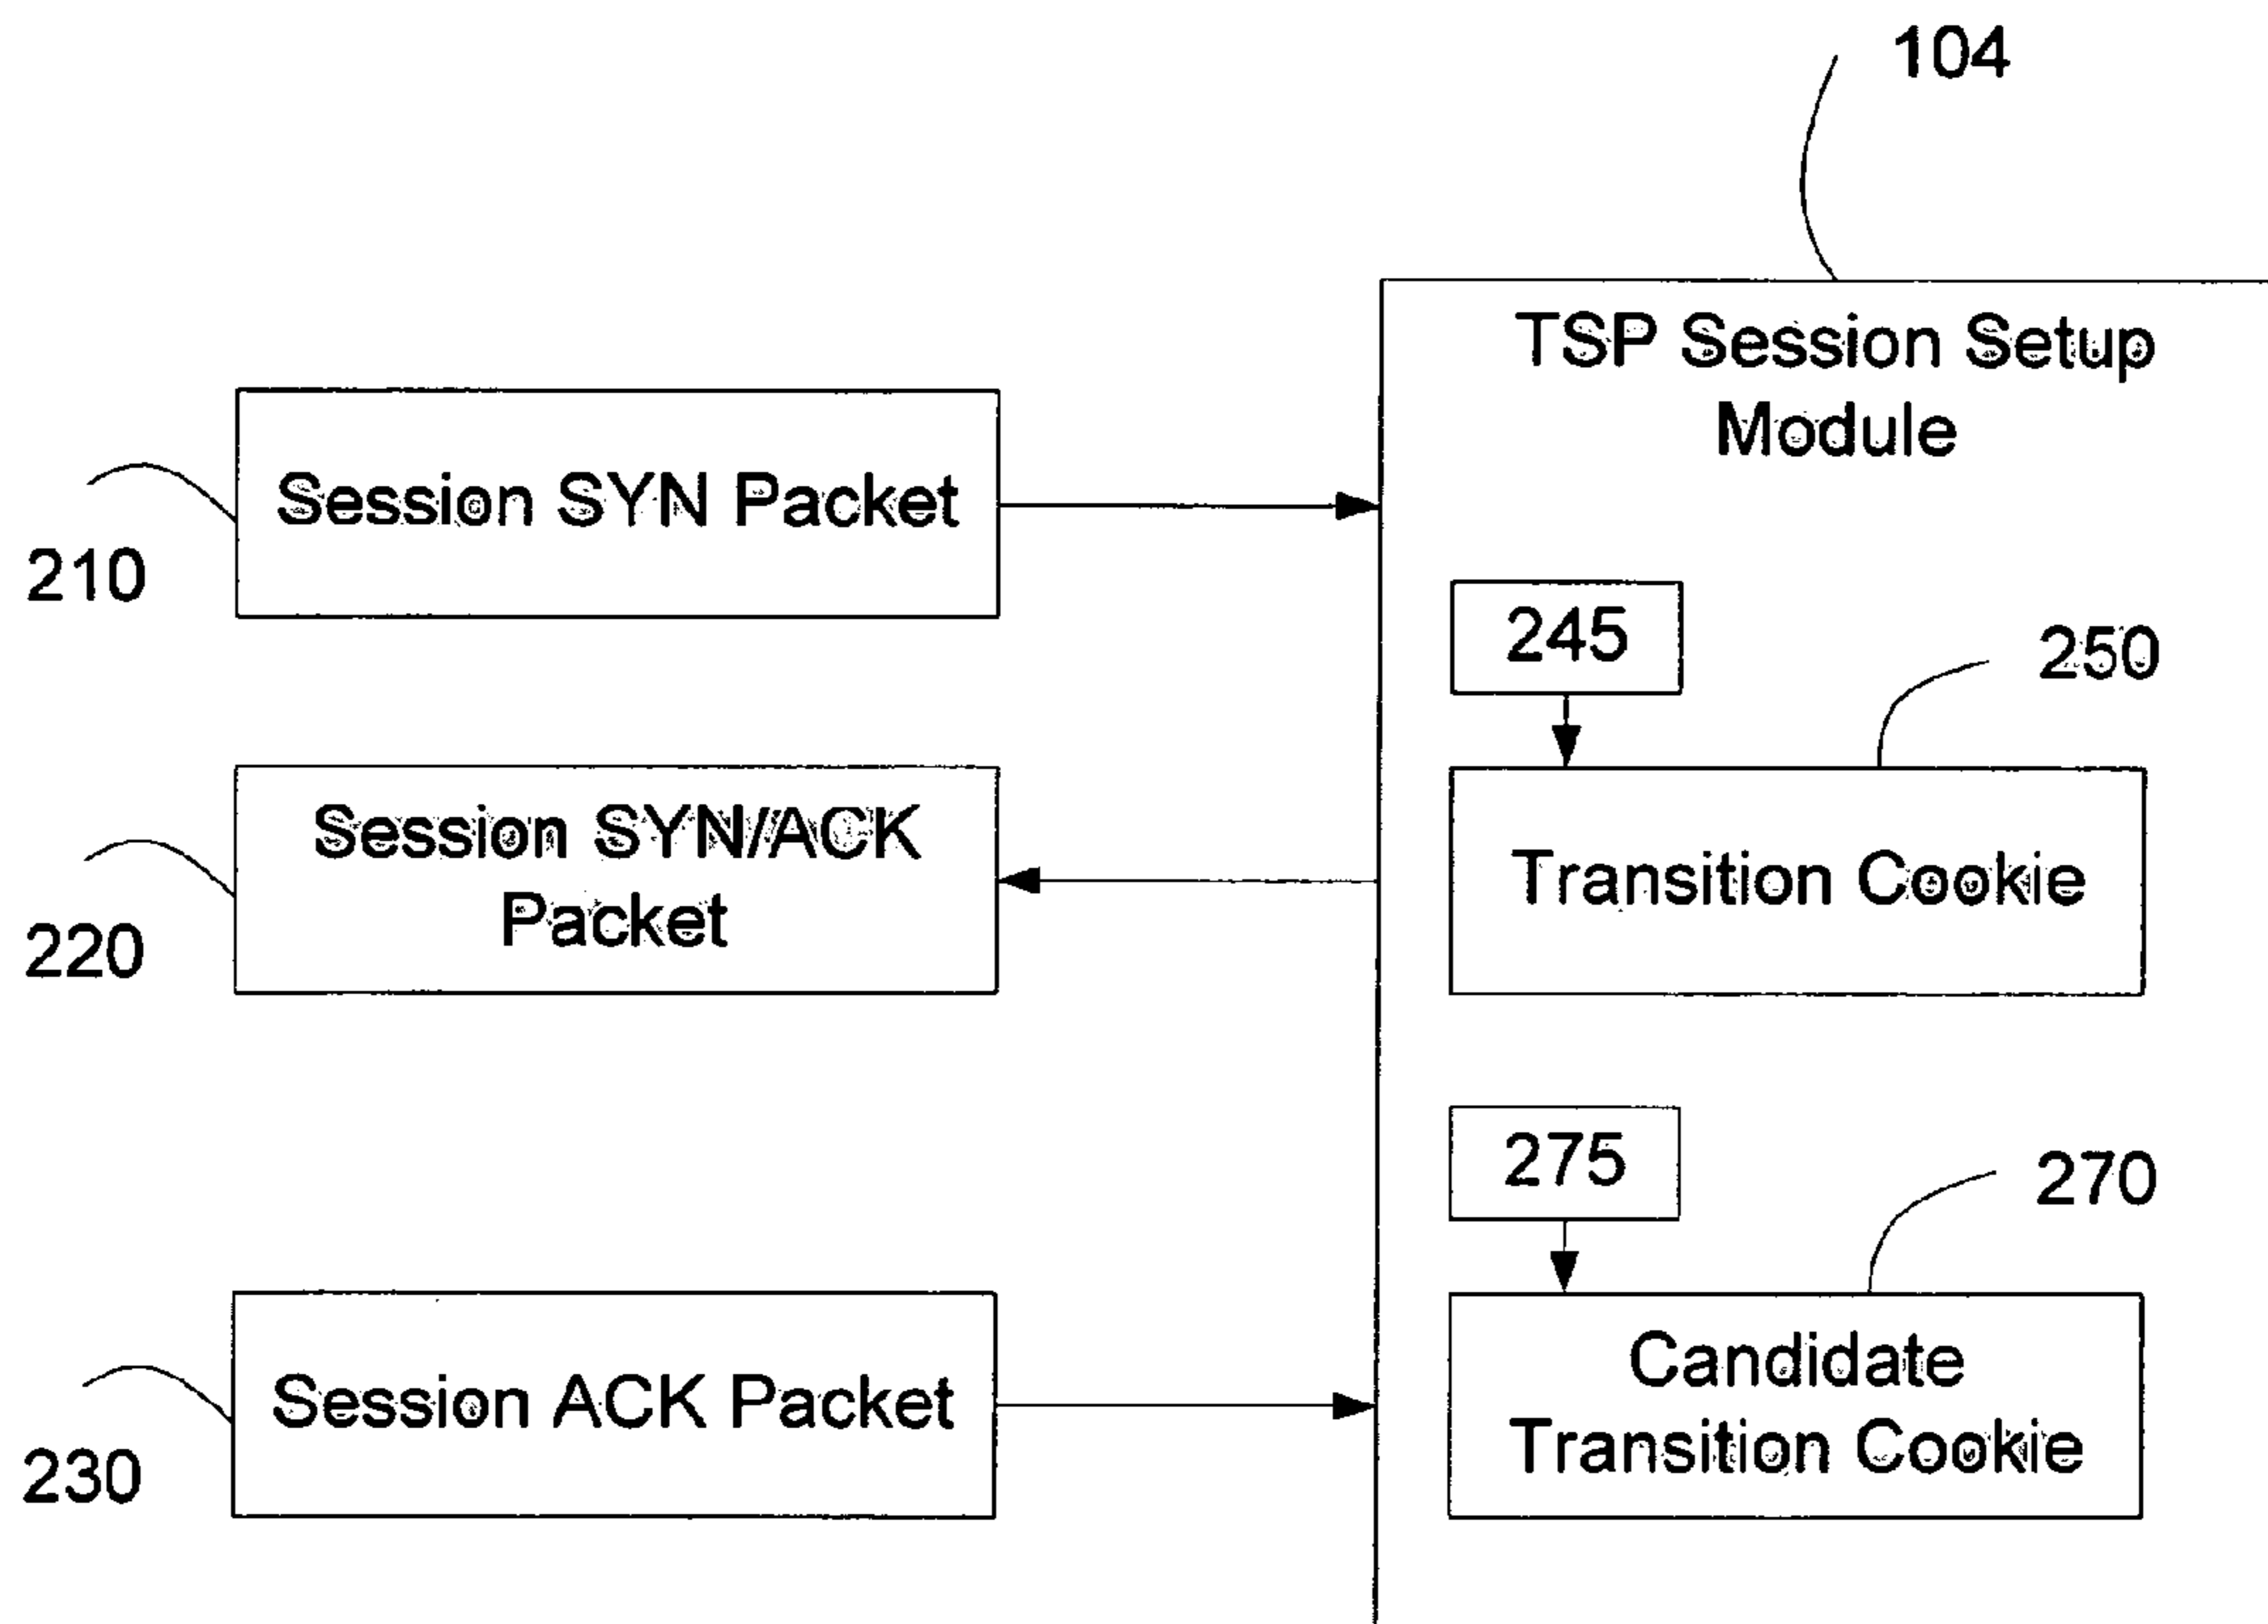 104
TSP Session Setup
Module
Session SYN Packet
210
245
250
Session SYN/ACK
Packet
220
Transition Cookie
275
270
Session ACK Packet
230
Candidate
Transition Cookie